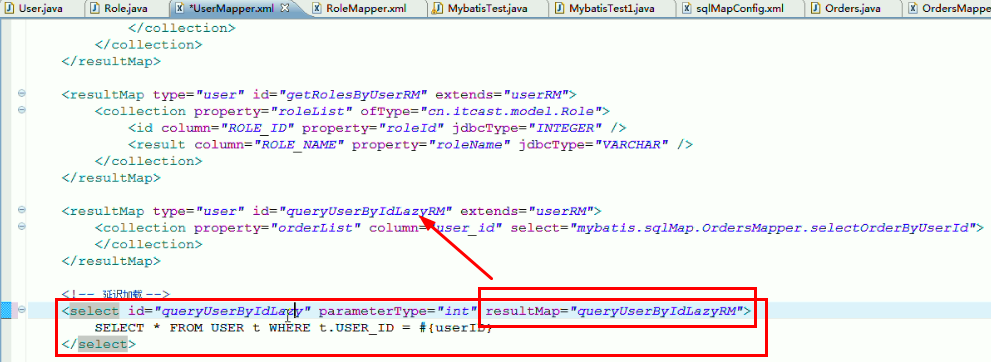 User.java Role.java *UserMapper.xml RoleMapper.xml MybatisTest.java MybatisTest1.java sqlMapConfig.xml Orders.java OrdersMappe
</collection>
</collection>
</resultMap>
<resultMap type="user" id="getRolesByUserRM" extends="userRM">
<collection property="roleList" ofType="cn.itcast.model.Role">
<id column="ROLE_ID" property="roleId" jdbcType="INTEGER" />
<result column="ROLE_NAME" property="roleName" jdbcType="VARCHAR" />
</collection>
</resultMap>
<resultMap type="user" id="queryUserByIdLazyRM" extends="userRM">
<collection property="orderList" column="user_id" select="mybatis.sqlMap.OrdersMapper.selectOrderByUserId">
</collection>
</resultMap>
<!-- 延迟加载 -->
<select id="queryUserByIdLazy" parameterType="int" resultMap="queryUserByIdLazyRM">
SELECT * FROM USER t WHERE t.USER_ID = #{userID}
</select>